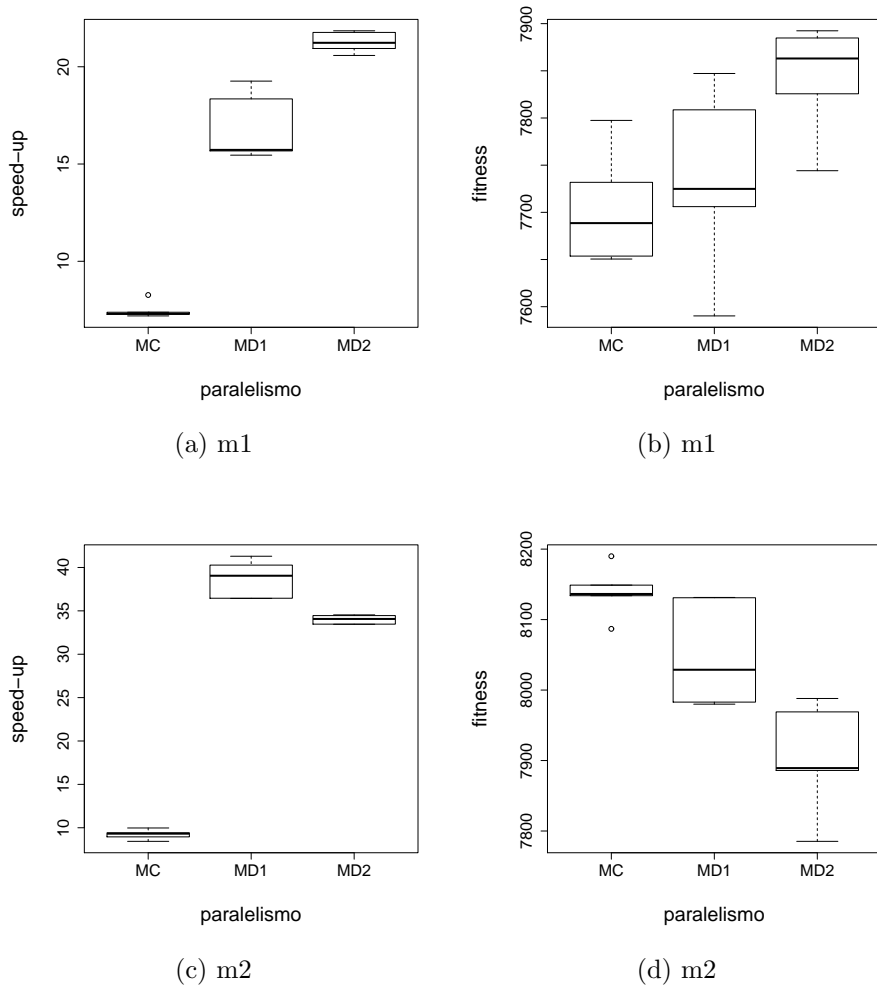 speed-up
10 15 20
MC MD1 MD2
paralelismo
(a) m1
fitness
7600 7700 7800 7900
MC MD1 MD2
paralelismo
(b) m1
speed-up
10 15 20 25 30 35 40
MC MD1 MD2
paralelismo
(c) m2
fitness
7800 7900 8000 8100 8200
MC MD1 MD2
paralelismo
(d) m2